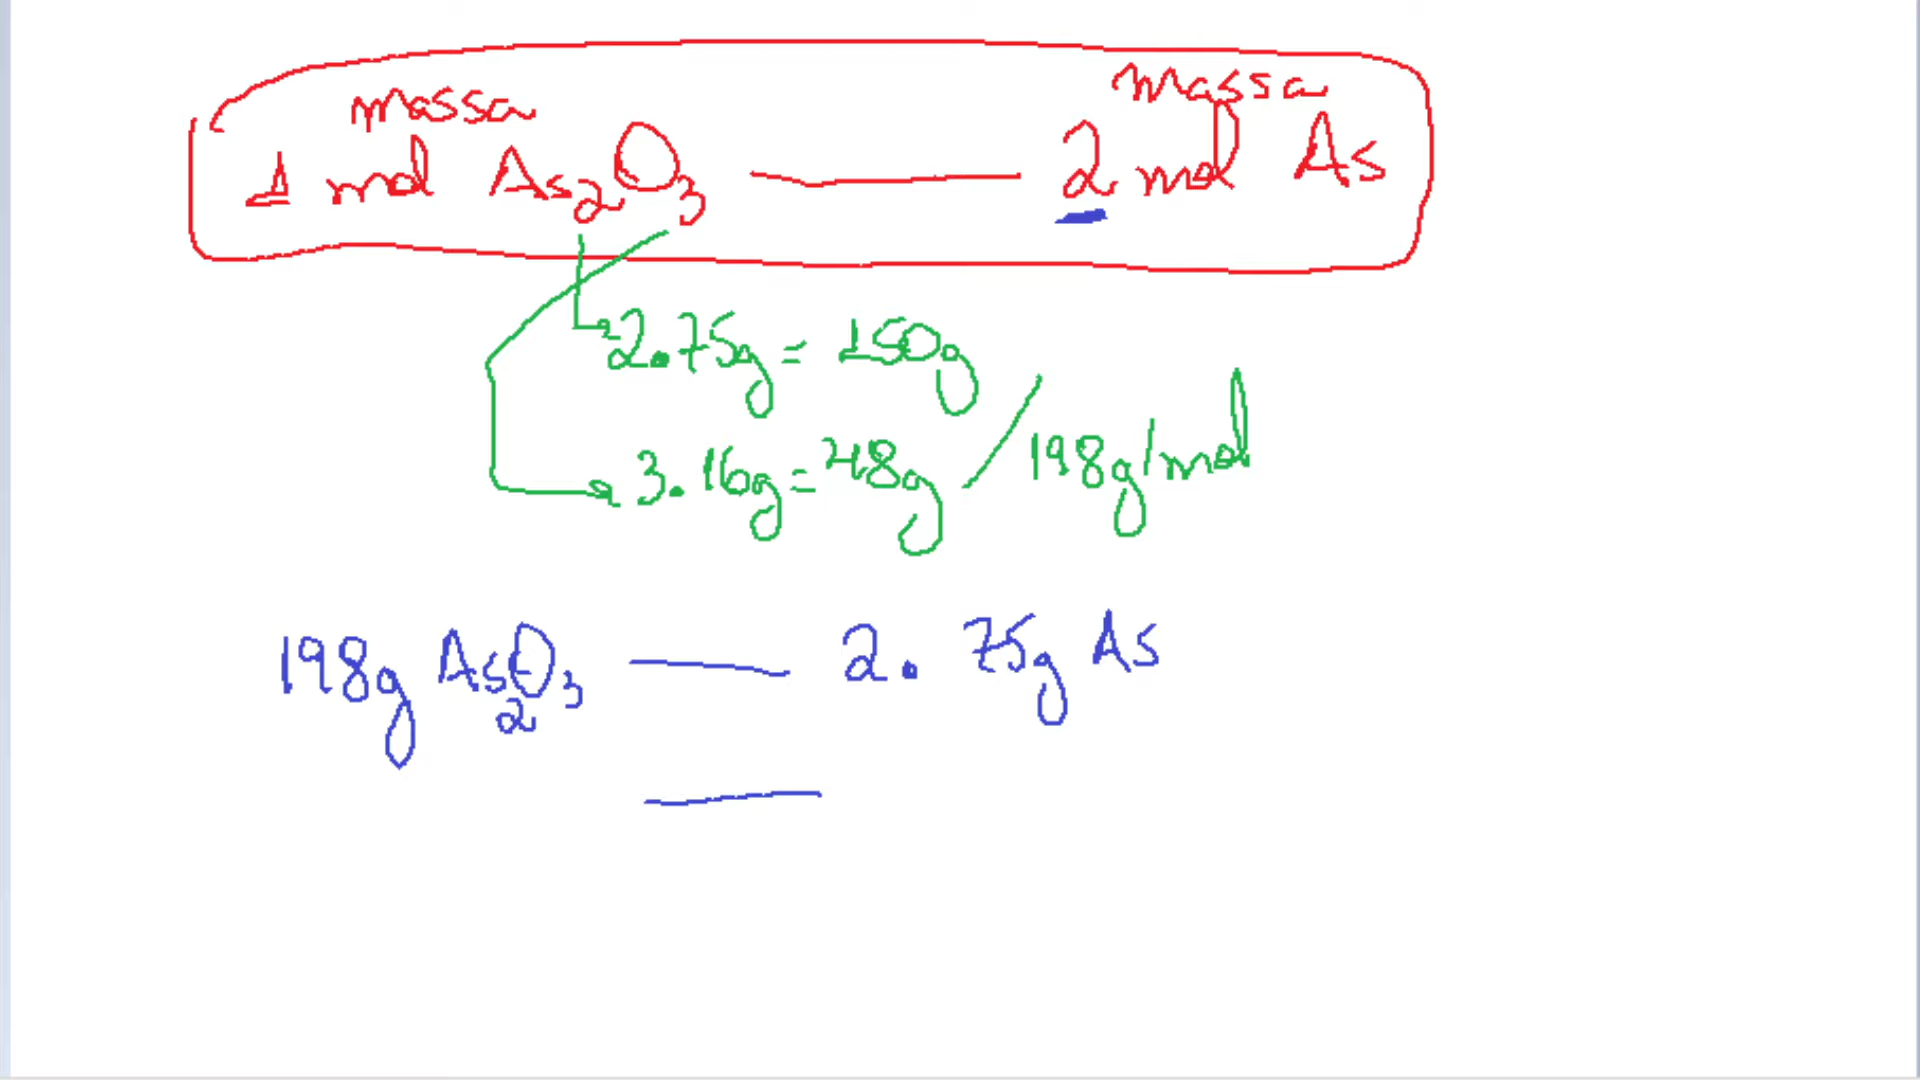 massa massa
1 mol As₂O₃ —— 2 mol As
2.75g = 150g
3.16g = 48g / 198g/mol
198g As₂O₃ —— 2.75g As